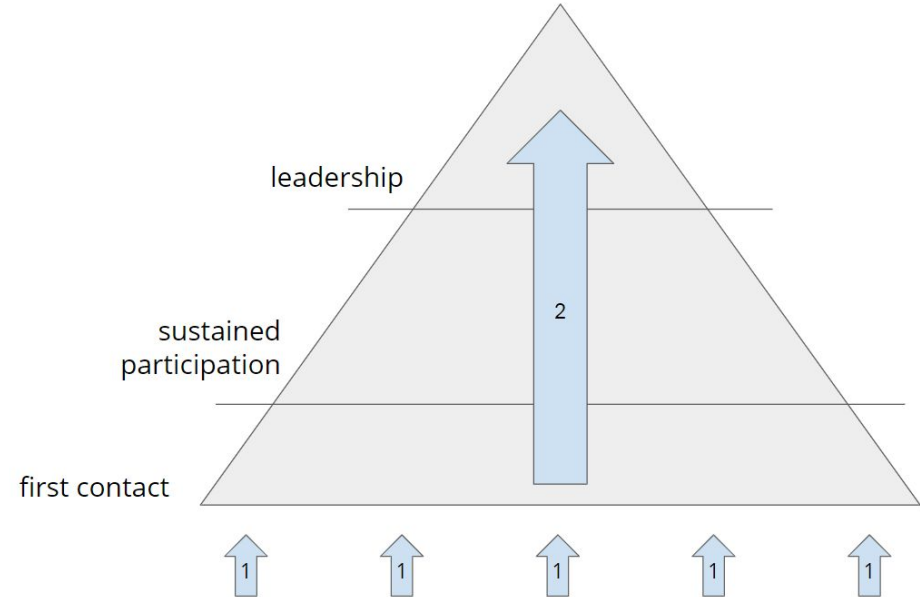 leadership
2
sustained
participation
first contact
1 1 1 1 1